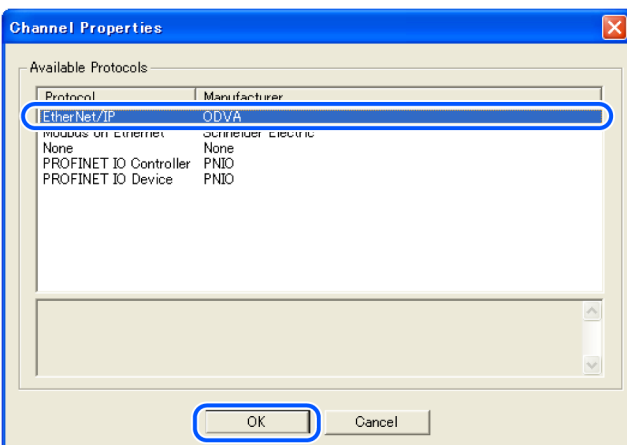 Channel Properties
Available Protocols
Protocol Manufacturer
EtherNet/IP ODVA
Modbus on Ethernet Schneider Electric
None None
PROFINET IO Controller PNIO
PROFINET IO Device PNIO
OK Cancel